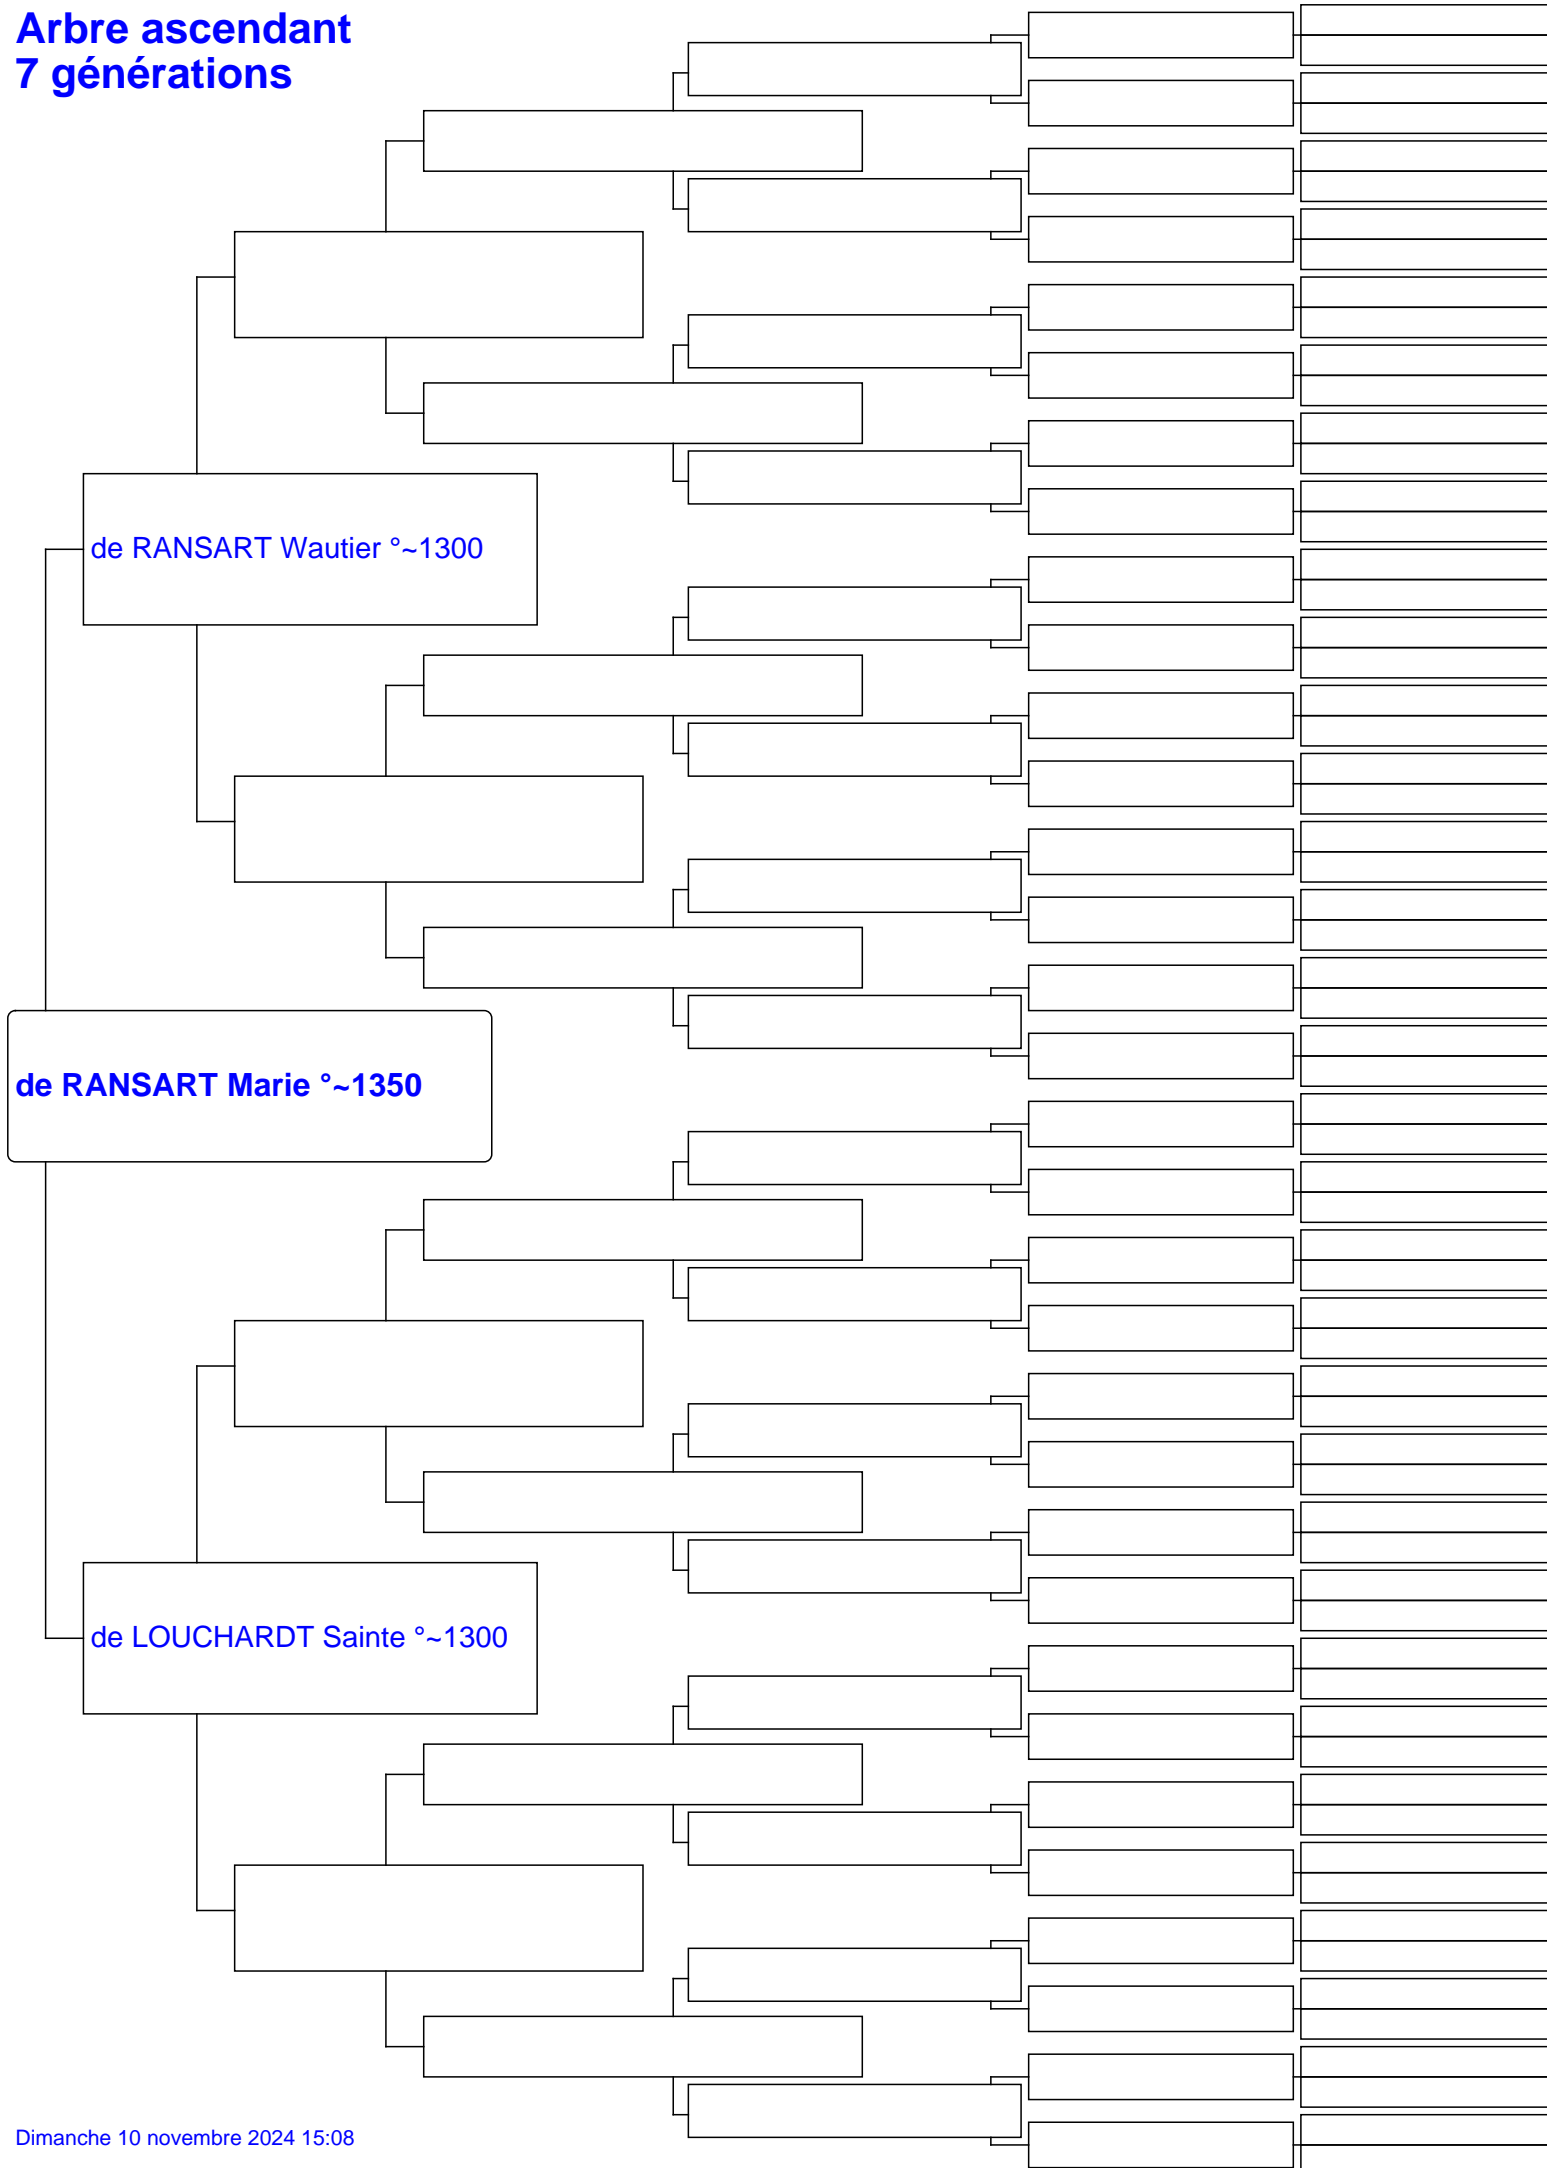 Arbre ascendant
7 générations
de RANSART Wautier °~1300
de RANSART Marie °~1350
de LOUCHARDT Sainte °~1300
Dimanche 10 novembre 2024 15:08